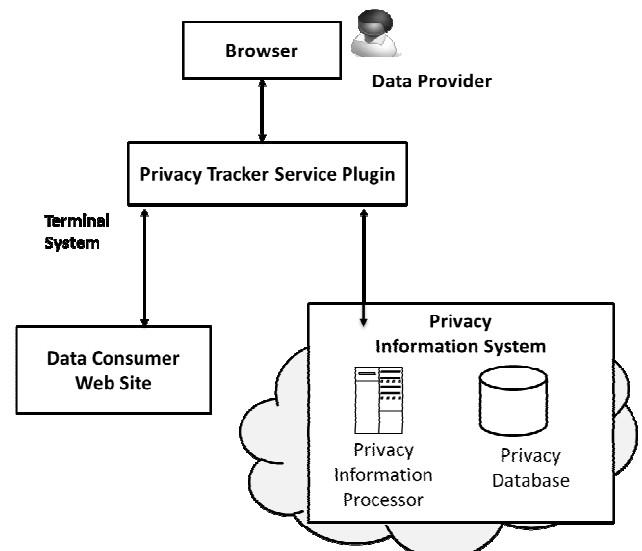 Browser
Data Provider
Privacy Tracker Service Plugin
Terminal
System
Data Consumer
Web Site
Privacy
Information System
Privacy
Information
Processor
Privacy
Database